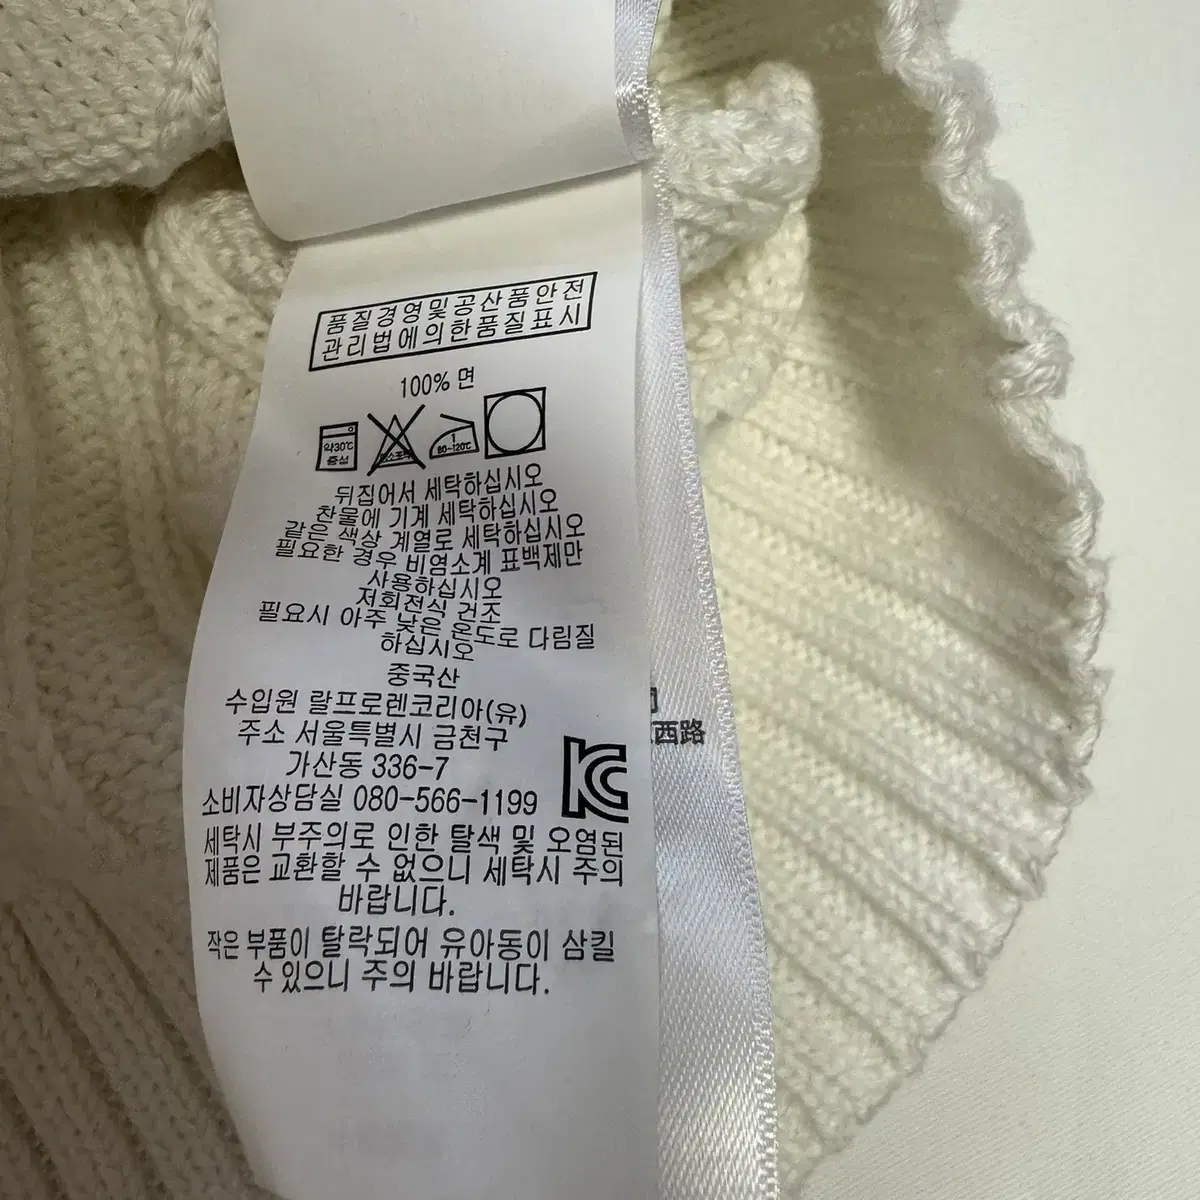 품질경영및공산품안전
관리법에의한품질표시
100% 면
약30℃
중성
1
80~120℃
뒤집어서 세탁하십시오
찬물에 기계 세탁하십시오
같은 색상 계열로 세탁하십시오
필요한 경우 비염소계 표백제만
사용하십시오
저회전식 건조
필요시 아주 낮은 온도로 다림질
하십시오
중국산
수입원 랄프로렌코리아(유)
주소 서울특별시 금천구
가산동 336-7
소비자상담실 080-566-1199
세탁시 부주의로 인한 탈색 및 오염된
제품은 교환할 수 없으니 세탁시 주의
바랍니다.
작은 부품이 탈락되어 유아동이 삼킬
수 있으니 주의 바랍니다.
西路